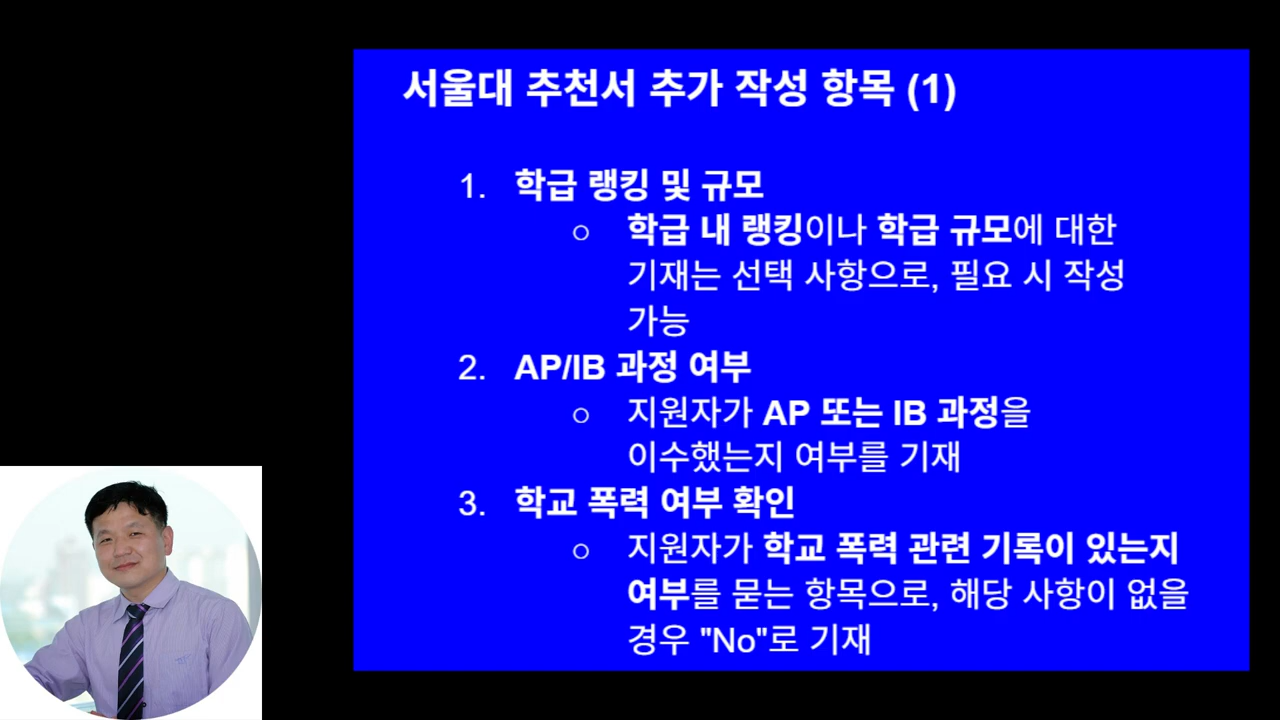 서울대 추천서 추가 작성 항목 (1)
1. 학급 랭킹 및 규모
○ 학급 내 랭킹이나 학급 규모에 대한
기재는 선택 사항으로, 필요 시 작성
가능
2. AP/IB 과정 여부
○ 지원자가 AP 또는 IB 과정을
이수했는지 여부를 기재
3. 학교 폭력 여부 확인
○ 지원자가 학교 폭력 관련 기록이 있는지
여부를 묻는 항목으로, 해당 사항이 없을
경우 "No"로 기재